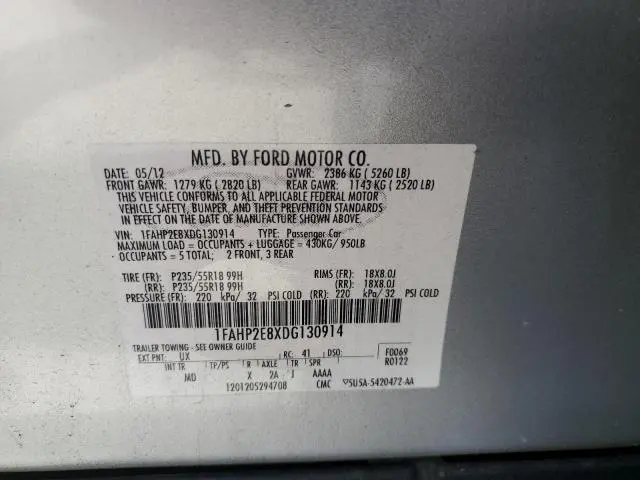 MFD. BY FORD MOTOR CO.
DATE: 05/12 GVWR: 2386 KG ( 5260 LB)
FRONT GAWR: 1279 KG ( 2820 LB) REAR GAWR: 1143 KG ( 2520 LB)
THIS VEHICLE CONFORMS TO ALL APPLICABLE FEDERAL MOTOR
VEHICLE SAFETY, BUMPER, AND THEFT PREVENTION STANDARDS
IN EFFECT ON THE DATE OF MANUFACTURE SHOWN ABOVE.
VIN: 1FAHP2E8XDG130914 TYPE: Passenger Car
MAXIMUM LOAD = OCCUPANTS + LUGGAGE = 430KG/ 950LB
OCCUPANTS = 5 TOTAL; 2 FRONT, 3 REAR
TIRE (FR): P235/55R18 99H RIMS (FR): 18X8.0J
(RR): P235/55R18 99H (RR): 18X8.0J
PRESSURE (FR): 220 kPa/ 32 PSI COLD (RR): 220 kPa/ 32 PSI COLD
1FAHP2E8XDG130914
TRAILER TOWING - SEE OWNER GUIDE
EXT PNT: UX RC: 41 DSO: F0069
INT TR TP/PS R AXLE TR SPR R0122
MD X 2A J AAAA
1201205294708 CMC 5U5A-5420472-AA